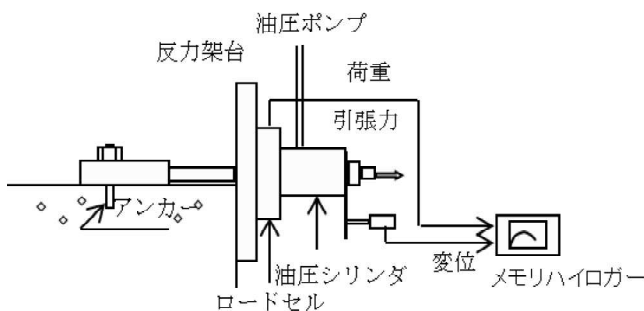 油圧ポンプ
反力架台
荷重
引張力
アンカー
変位
油圧シリンダ
メモリハイロガー
ロードセル